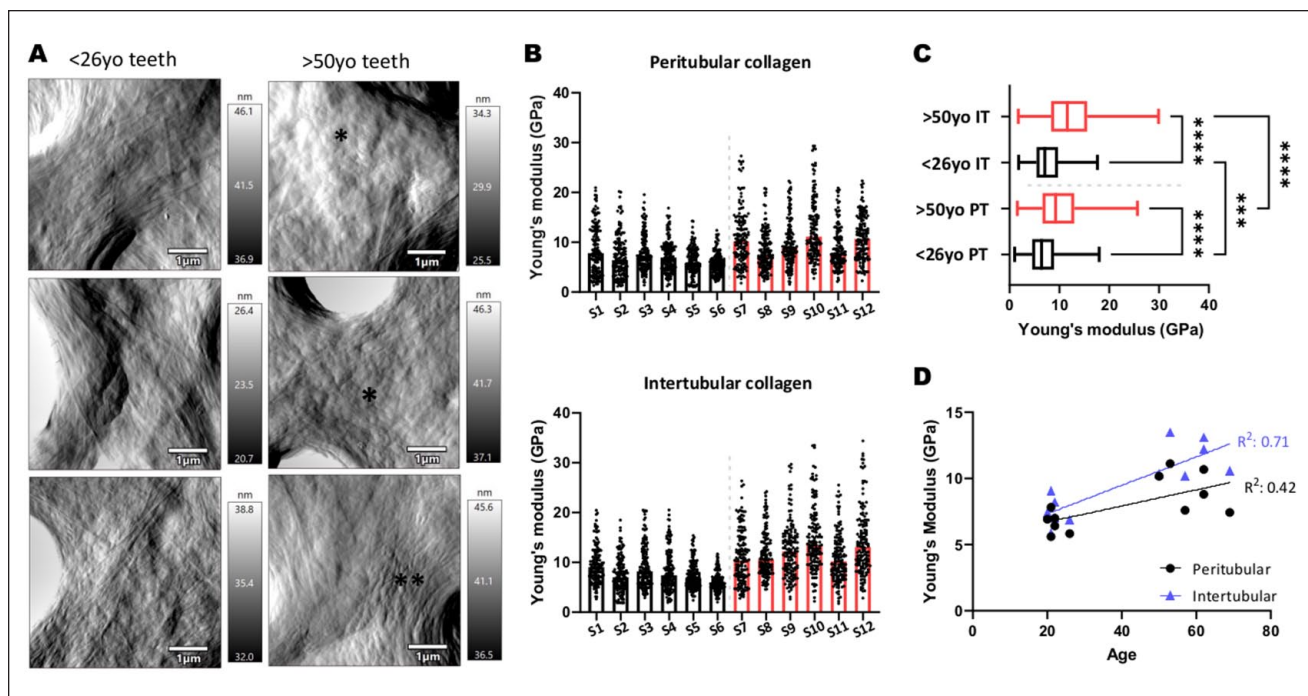 A
<26yo teeth
>50yo teeth
nm
46.1
41.5
36.9
1µm
nm
34.3
29.9
25.5
*
1µm
nm
26.4
23.5
20.7
1µm
nm
46.3
41.7
37.1
*
1µm
nm
38.8
35.4
32.0
1µm
nm
45.6
41.1
36.5
**
1µm
B
Peritubular collagen
Young's modulus (GPa)
40
30
20
10
0
S1 S2 S3 S4 S5 S6 S7 S8 S9 S10 S11 S12
Intertubular collagen
Young's modulus (GPa)
40
30
20
10
0
S1 S2 S3 S4 S5 S6 S7 S8 S9 S10 S11 S12
C
>50yo IT
<26yo IT
>50yo PT
<26yo PT
****
****
***
****
0 10 20 30 40
Young's modulus (GPa)
D
Young's Modulus (GPa)
15
10
5
0
R²: 0.71
R²: 0.42
Peritubular
Intertubular
0 20 40 60 80
Age